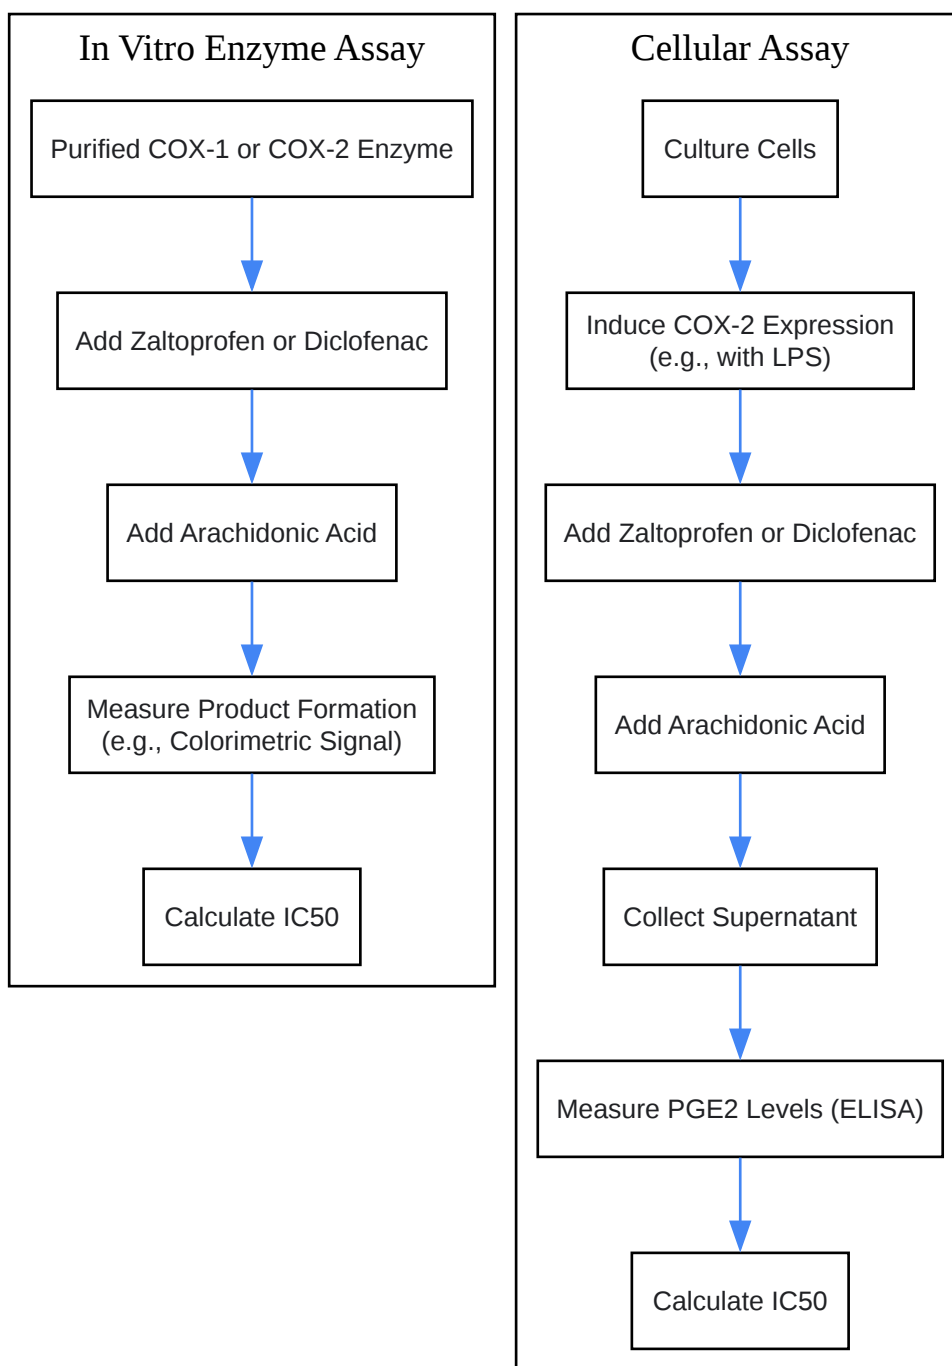 In Vitro Enzyme Assay
Purified COX-1 or COX-2 Enzyme
Add Zaltoprofen or Diclofenac
Add Arachidonic Acid
Measure Product Formation
(e.g., Colorimetric Signal)
Calculate IC50
Cellular Assay
Culture Cells
Induce COX-2 Expression
(e.g., with LPS)
Add Zaltoprofen or Diclofenac
Add Arachidonic Acid
Collect Supernatant
Measure PGE2 Levels (ELISA)
Calculate IC50